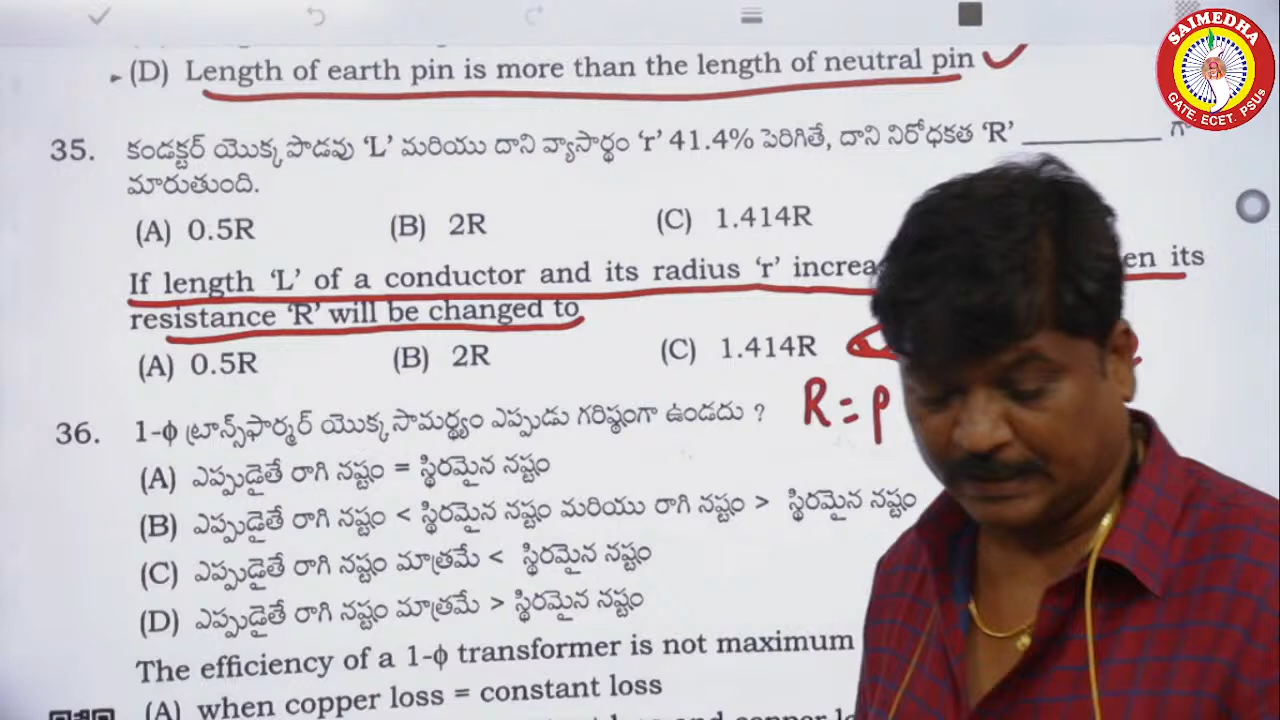 (D) Length of earth pin is more than the length of neutral pin
SAIMEDHA
GATE. ECET. PSUs
35. కండక్టర్ యొక్క పొడవు ‘L’ మరియు దాని వ్యాసార్థం ‘r’ 41.4% పెరిగితే, దాని నిరోధకత ‘R’ ________ గా
మారుతుంది.
(A) 0.5R (B) 2R (C) 1.414R
If length ‘L’ of a conductor and its radius ‘r’ its
resistance ‘R’ will be changed to
(A) 0.5R (B) 2R (C) 1.414R
R = ρ
36. 1-ϕ ట్రాన్స్‌ఫార్మర్ యొక్క సామర్థ్యం ఎప్పుడు గరిష్ఠంగా ఉండదు ?
(A) ఎప్పుడైతే రాగి నష్టం = స్థిరమైన నష్టం
(B) ఎప్పుడైతే రాగి నష్టం < స్థిరమైన నష్టం మరియు రాగి నష్టం > స్థిరమైన నష్టం
(C) ఎప్పుడైతే రాగి నష్టం మాత్రమే < స్థిరమైన నష్టం
(D) ఎప్పుడైతే రాగి నష్టం మాత్రమే > స్థిరమైన నష్టం
The efficiency of a 1-ϕ transformer is not maximum
(A) when copper loss = constant loss